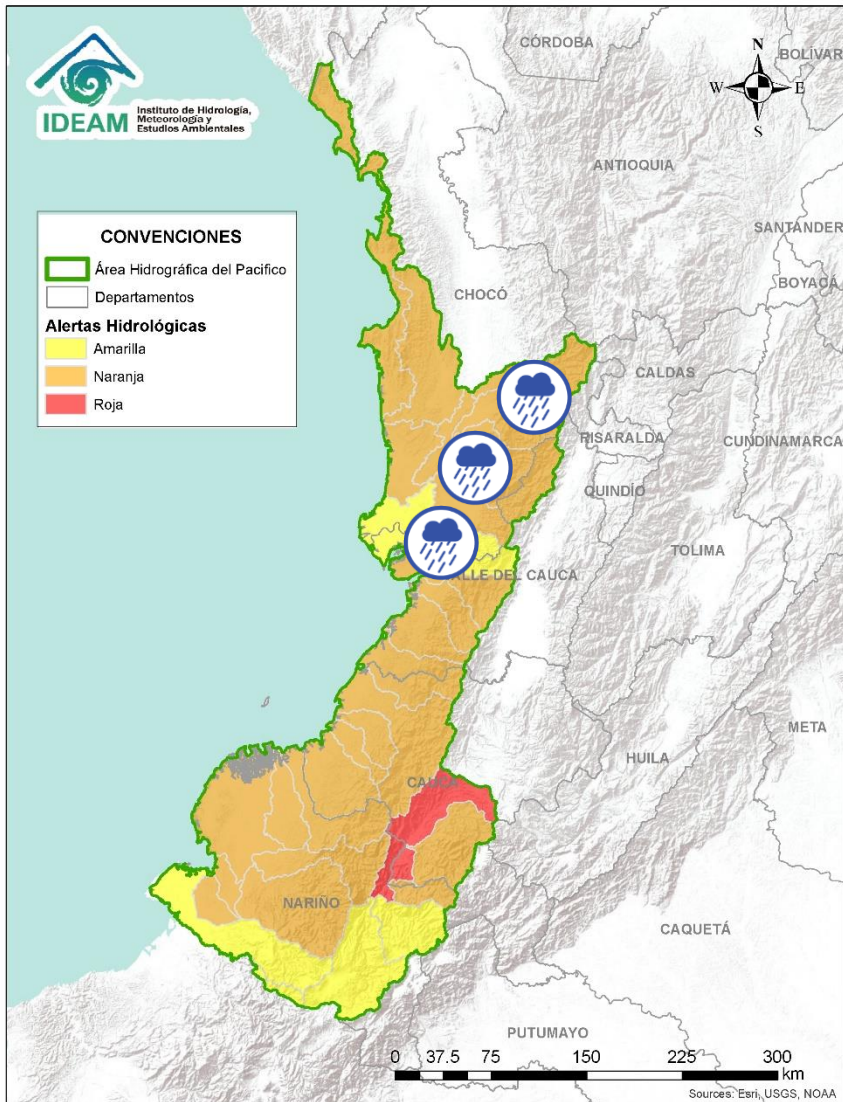 IDEAM
Instituto de Hidrología,
Meteorología y
Estudios Ambientales
CÓRDOBA
BOLÍVAR
N
W
E
S
ANTIOQUIA
SANTANDER
BOYACÁ
CONVENCIONES
Área Hidrográfica del Pacifico
Departamentos
Alertas Hidrológicas
Amarilla
Naranja
Roja
CHOCÓ
CALDAS
RISARALDA
CUNDINAMARCA
QUINDÍO
TOLIMA
ALLE DEL CAUCA
META
HUILA
CAUCA
NARIÑO
CAQUETÁ
PUTUMAYO
0 37.5 75 150 225 300
km
Sources: Esri, USGS, NOAA